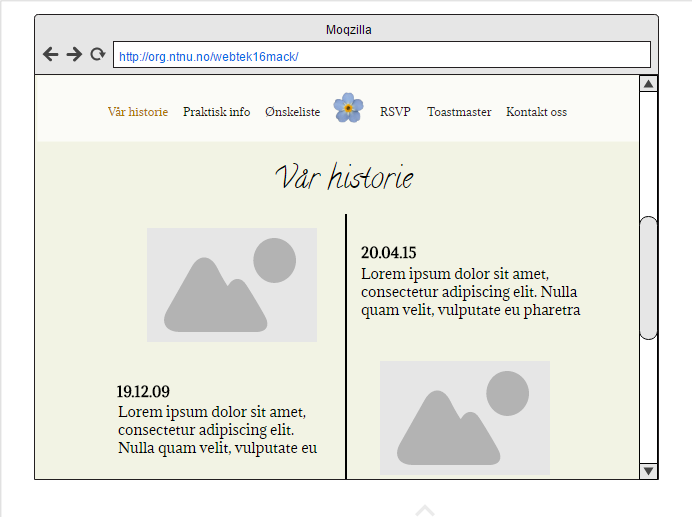 Moqzilla
http://org.ntnu.no/webtek16mack/
Vår historie Praktisk info Ønskeliste RSVP Toastmaster Kontakt oss
Vår historie
20.04.15
Lorem ipsum dolor sit amet,
consectetur adipiscing elit. Nulla
quam velit, vulputate eu pharetra
19.12.09
Lorem ipsum dolor sit amet,
consectetur adipiscing elit.
Nulla quam velit, vulputate eu